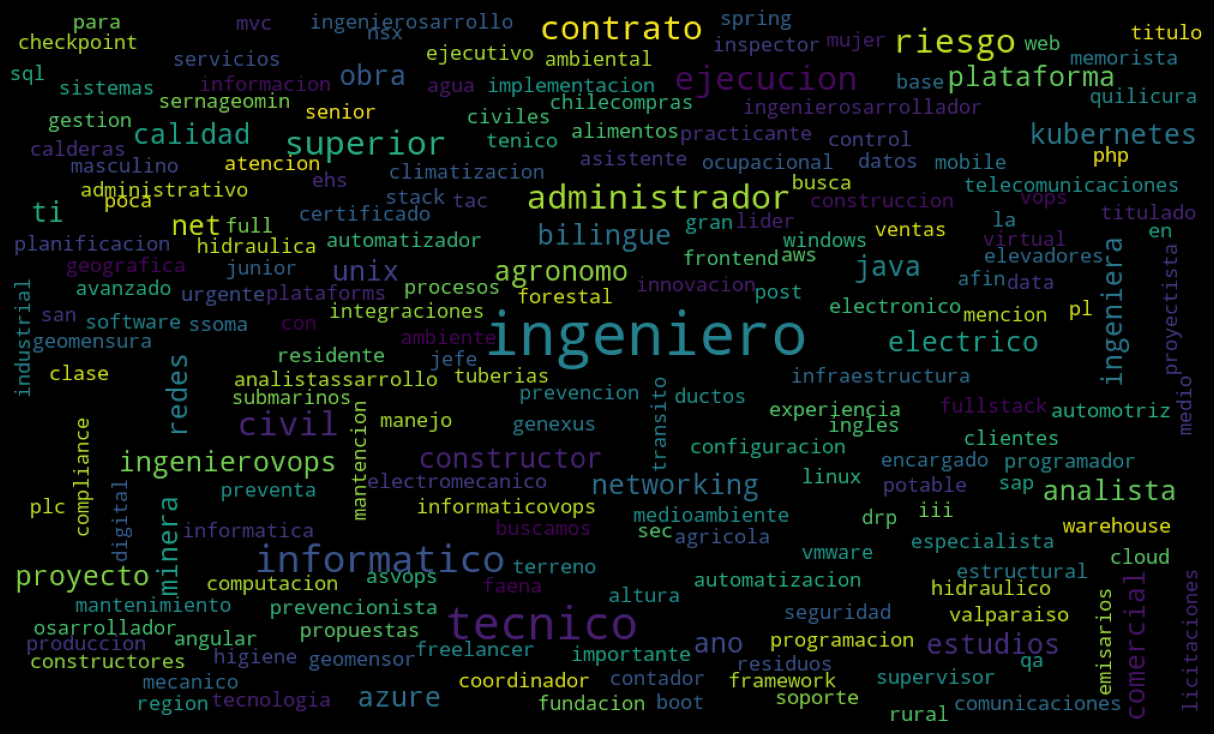 para
mvc
ingenierosarrollo
spring
nsx
contrato
riesgo
titulo
checkpoint
ejecutivo
ambiental
inspector
mujer
web
memorista
servicios
sql
sistemas
informacion
obra
agua
implementacion
ejecucion
base
plataforma
quilicura
sernageomin
senior
civiles
chilecompras
ingenierosarrollador
gestion
calidad
superior
tenico
alimentos
practicante
control
kubernetes
calderas
masculino
atencion
climatizacion
asistente
ocupacional
datos
mobile
php
administrativo
poca
ehs
stack
tac
administrador
busca
construccion
telecomunicaciones
vops
ti
net
full
certificado
bilingue
gran
lider
ventas
la
titulado
en
planificacion
hidraulica
automatizador
windows
virtual
geografica
junior
unix
agronomo
frontend
aws
java
elevadores
ingeniera
proyectista
avanzado
urgente
plataforms
procesos
forestal
innovacion
post
afin
data
industrial
san
software
ssoma
con
integraciones
ingeniero
electronico
mencion
pl
geomensura
ambiente
electrico
clase
redes
residente
jefe
analistassarrollo
tuberias
infraestructura
medio
submarinos
prevencion
transito
ductos
mantencion
manejo
genexus
experiencia
fullstack
automotriz
ingles
compliance
civil
configuracion
clientes
ingenierovops
constructor
encargado
programador
preventa
electromecanico
networking
linux
potable
sap
analista
plc
digital
minera
informaticovops
medioambiente
drp
iii
informatica
buscamos
sec
agricola
warehouse
especialista
informatico
vmware
cloud
proyecto
computacion
asvops
terreno
faena
automatizacion
estructural
hidraulico
mantenimiento
prevencionista
altura
seguridad
valparaiso
emisarios
comercial
licitaciones
osarrollador
angular
propuestas
tecnico
ano
programacion
estudios
produccion
constructores
higiene
geomensor
freelancer
importante
residuos
qa
mecanico
coordinador
contador
framework
supervisor
region
tecnologia
azure
fundacion
boot
soporte
rural
comunicaciones